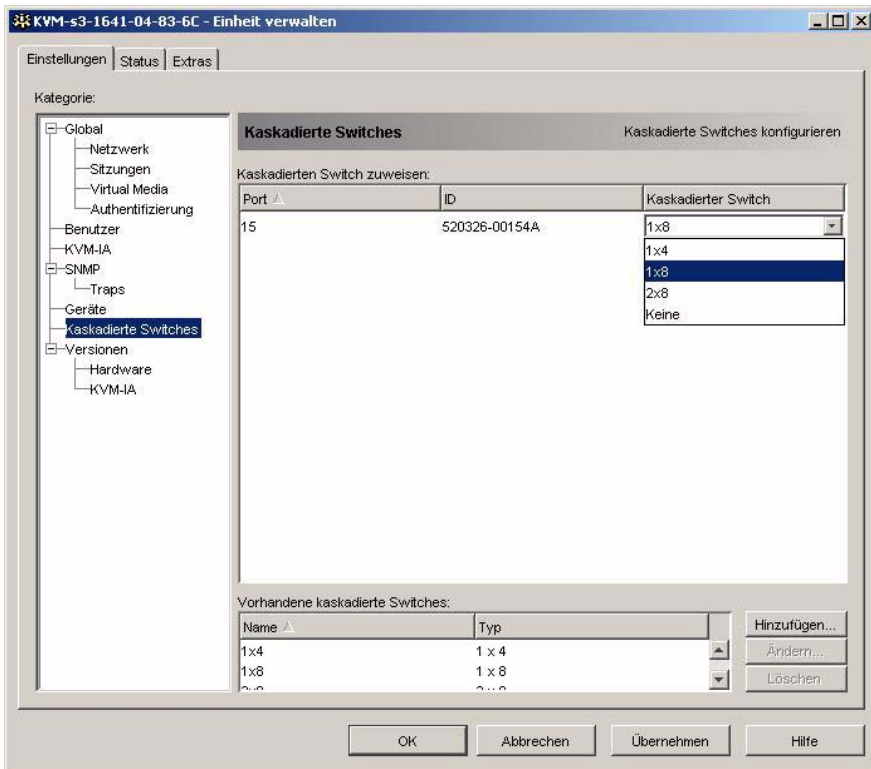 KVM-s3-1641-04-83-6C - Einheit verwalten
Einstellungen Status Extras
Kategorie:
Global
Netzwerk
Sitzungen
Virtual Media
Authentifizierung
Benutzer
KVM-IA
SNMP
Traps
Geräte
Kaskadierte Switches
Versionen
Hardware
KVM-IA
Kaskadierte Switches Kaskadierte Switches konfigurieren
Kaskadierten Switch zuweisen:
Port ID Kaskadierter Switch
15 520326-00154A 1x8
1x4
1x8
2x8
Keine
Vorhandene kaskadierte Switches:
Name Typ
1x4 1 x 4
1x8 1 x 8
Hinzufügen...
Ändern...
Löschen
OK Abbrechen Übernehmen Hilfe